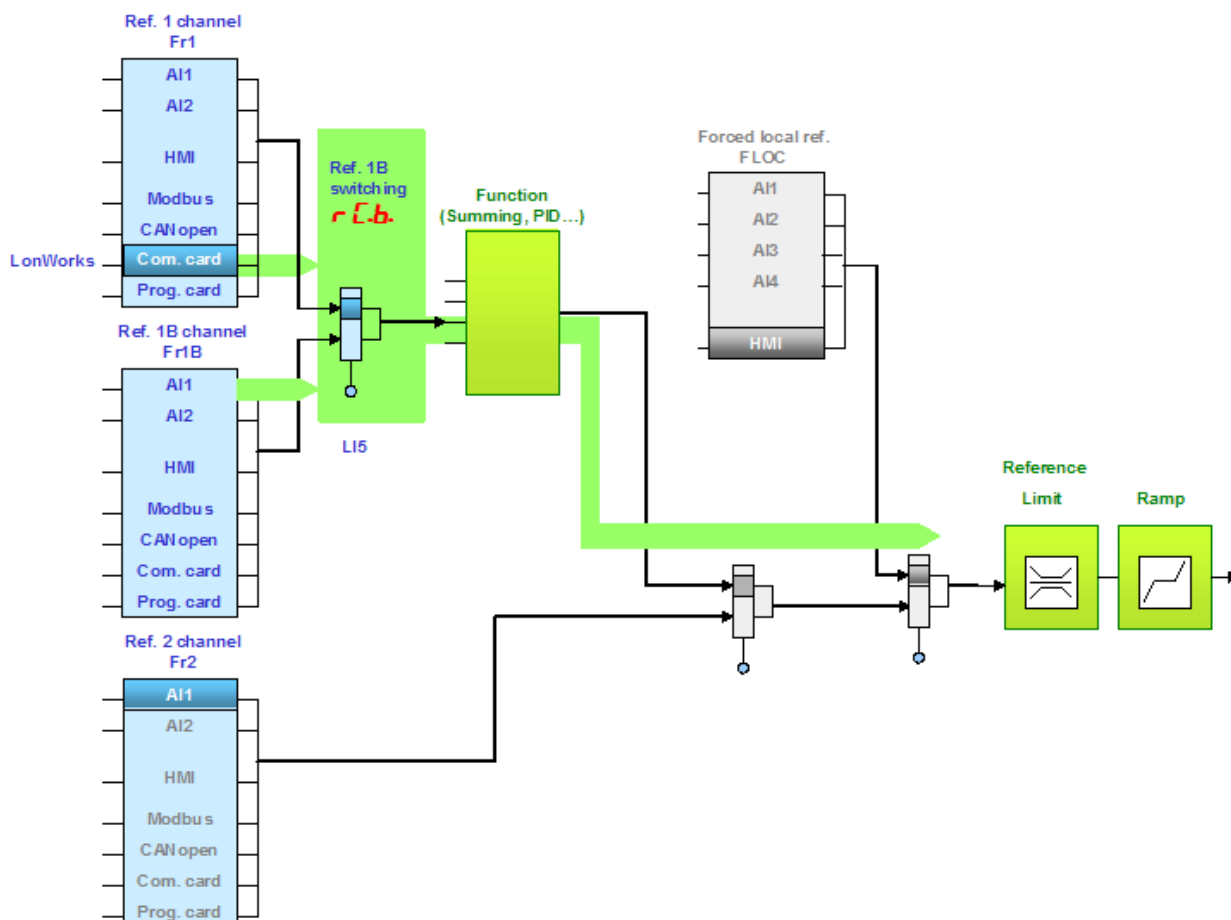 Ref. 1 channel
Fr1
AI1
AI2
HMI
Modbus
CANopen
LonWorks
Com. card
Prog. card
Ref. 1B channel
Fr1B
AI1
AI2
HMI
Modbus
CANopen
Com. card
Prog. card
Ref. 2 channel
Fr2
AI1
AI2
HMI
Modbus
CANopen
Com. card
Prog. card
Ref. 1B
switching
rC.b.
LI5
Function
(Summing, PID...)
Forced local ref.
FLOC
AI1
AI2
AI3
AI4
HMI
Reference
Limit
Ramp